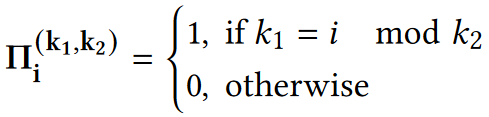 Π_i^(k₁,k₂) = { 1, if k₁ = i mod k₂
0, otherwise